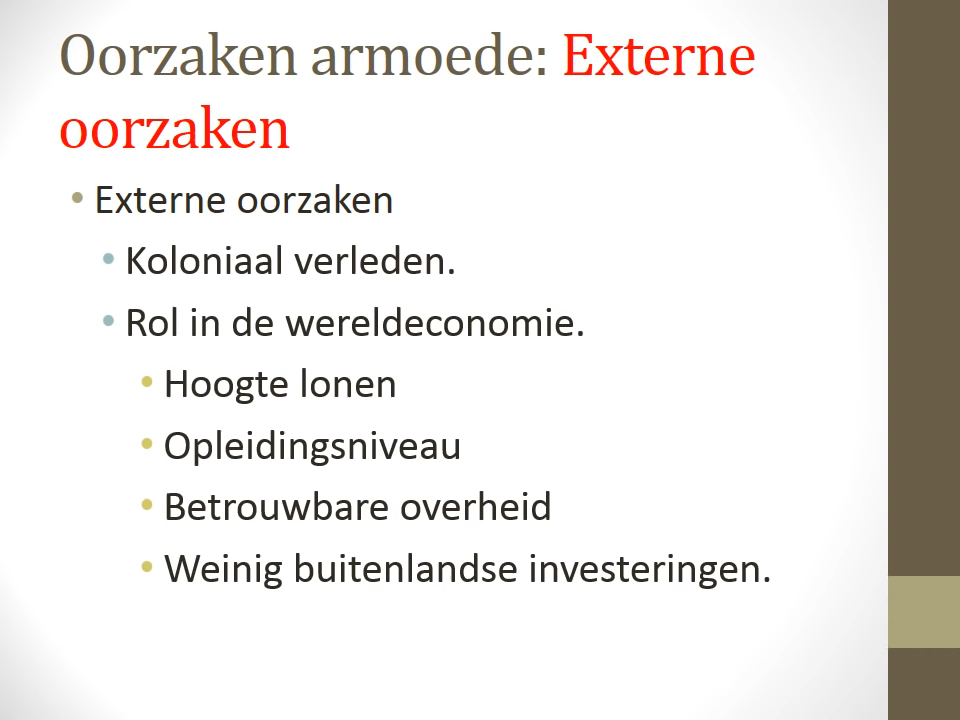 Oorzaken armoede: Externe
oorzaken
• Externe oorzaken
• Koloniaal verleden.
• Rol in de wereldeconomie.
• Hoogte lonen
• Opleidingsniveau
• Betrouwbare overheid
• Weinig buitenlandse investeringen.